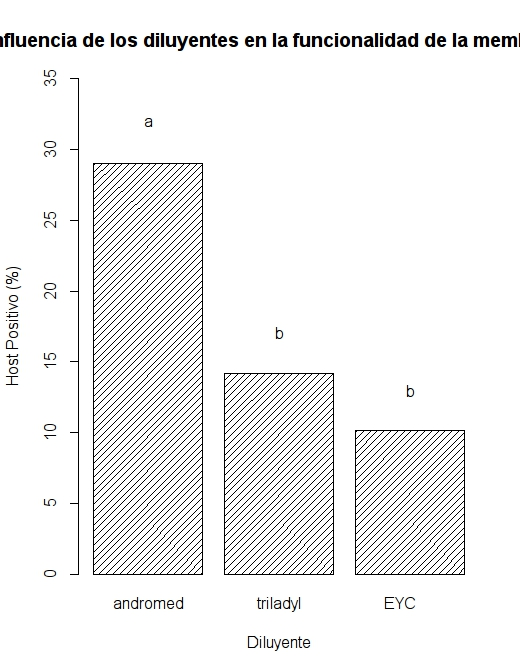 nfluencia de los diluyentes en la funcionalidad de la mem
35
30
25
20
15
10
5
0
Host Positivo (%)
a
b
b
andromed triladyl EYC
Diluyente